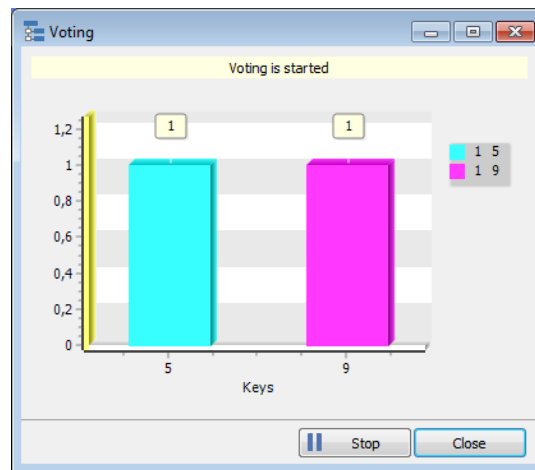 Voting
Voting is started
1 1
1,2
1
0,8
0,6
0,4
0,2
0
1 5
1 9
5 9
Keys
Stop Close